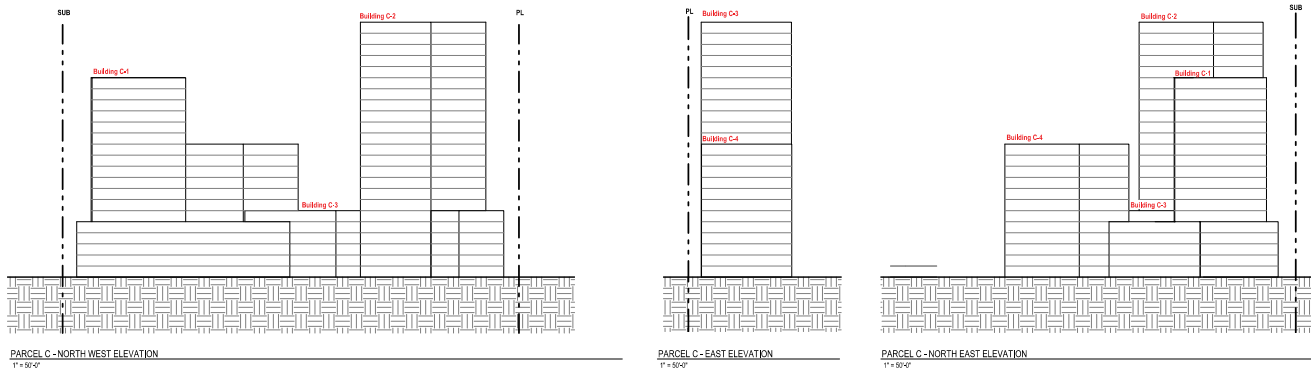 SUB
Building C-2
PL
Building C-1
Building C-3
PARCEL C - NORTH WEST ELEVATION
1" = 50'-0"
PL
Building C-3
Building C-4
PARCEL C - EAST ELEVATION
1" = 50'-0"
SUB
Building C-2
Building C-1
Building C-4
Building C-3
PARCEL C - NORTH EAST ELEVATION
1" = 50'-0"